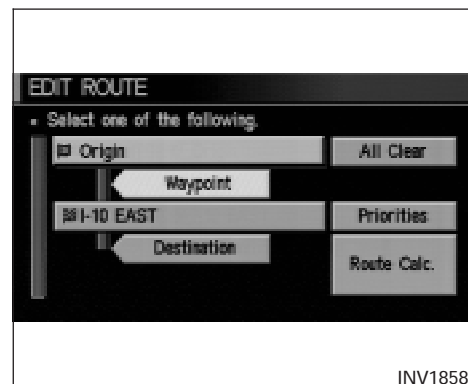 EDIT ROUTE
Select one of the following.
Origin
All Clear
Waypoint
I-10 EAST
Priorities
Destination
Route Calc.
INV1858